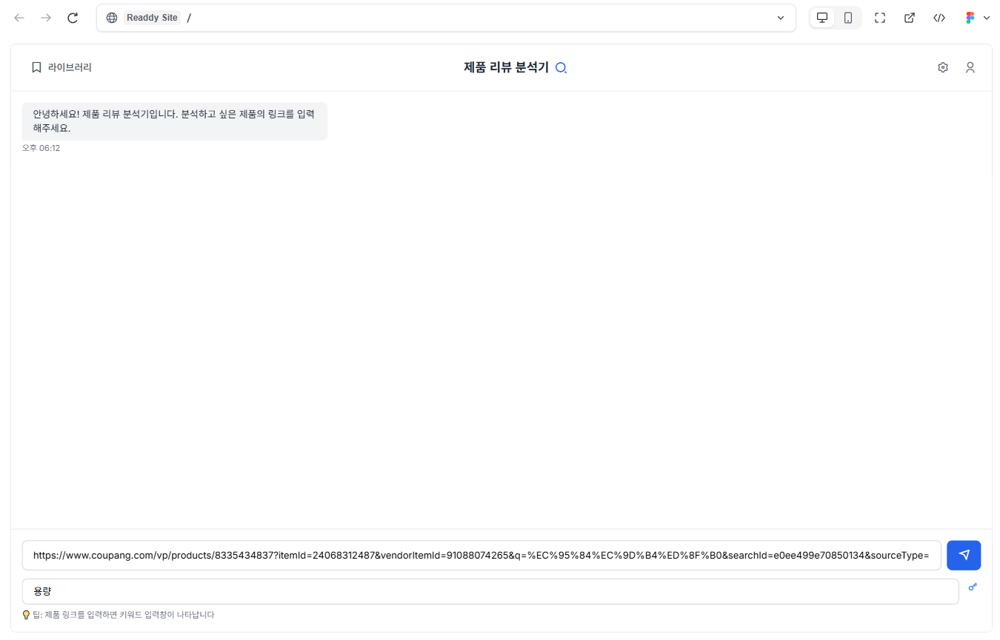 Readdy Site /
라이브러리
제품 리뷰 분석기
안녕하세요! 제품 리뷰 분석기입니다. 분석하고 싶은 제품의 링크를 입력
해주세요.
오후 06:12
https://www.coupang.com/vp/products/8335434837?itemId=24068312487&vendorItemId=91088074265&q=%EC%95%84%EC%9D%B4%ED%8F%B0&searchId=e0ee499e70850134&sourceType=
용량
팁: 제품 링크를 입력하면 키워드 입력창이 나타납니다